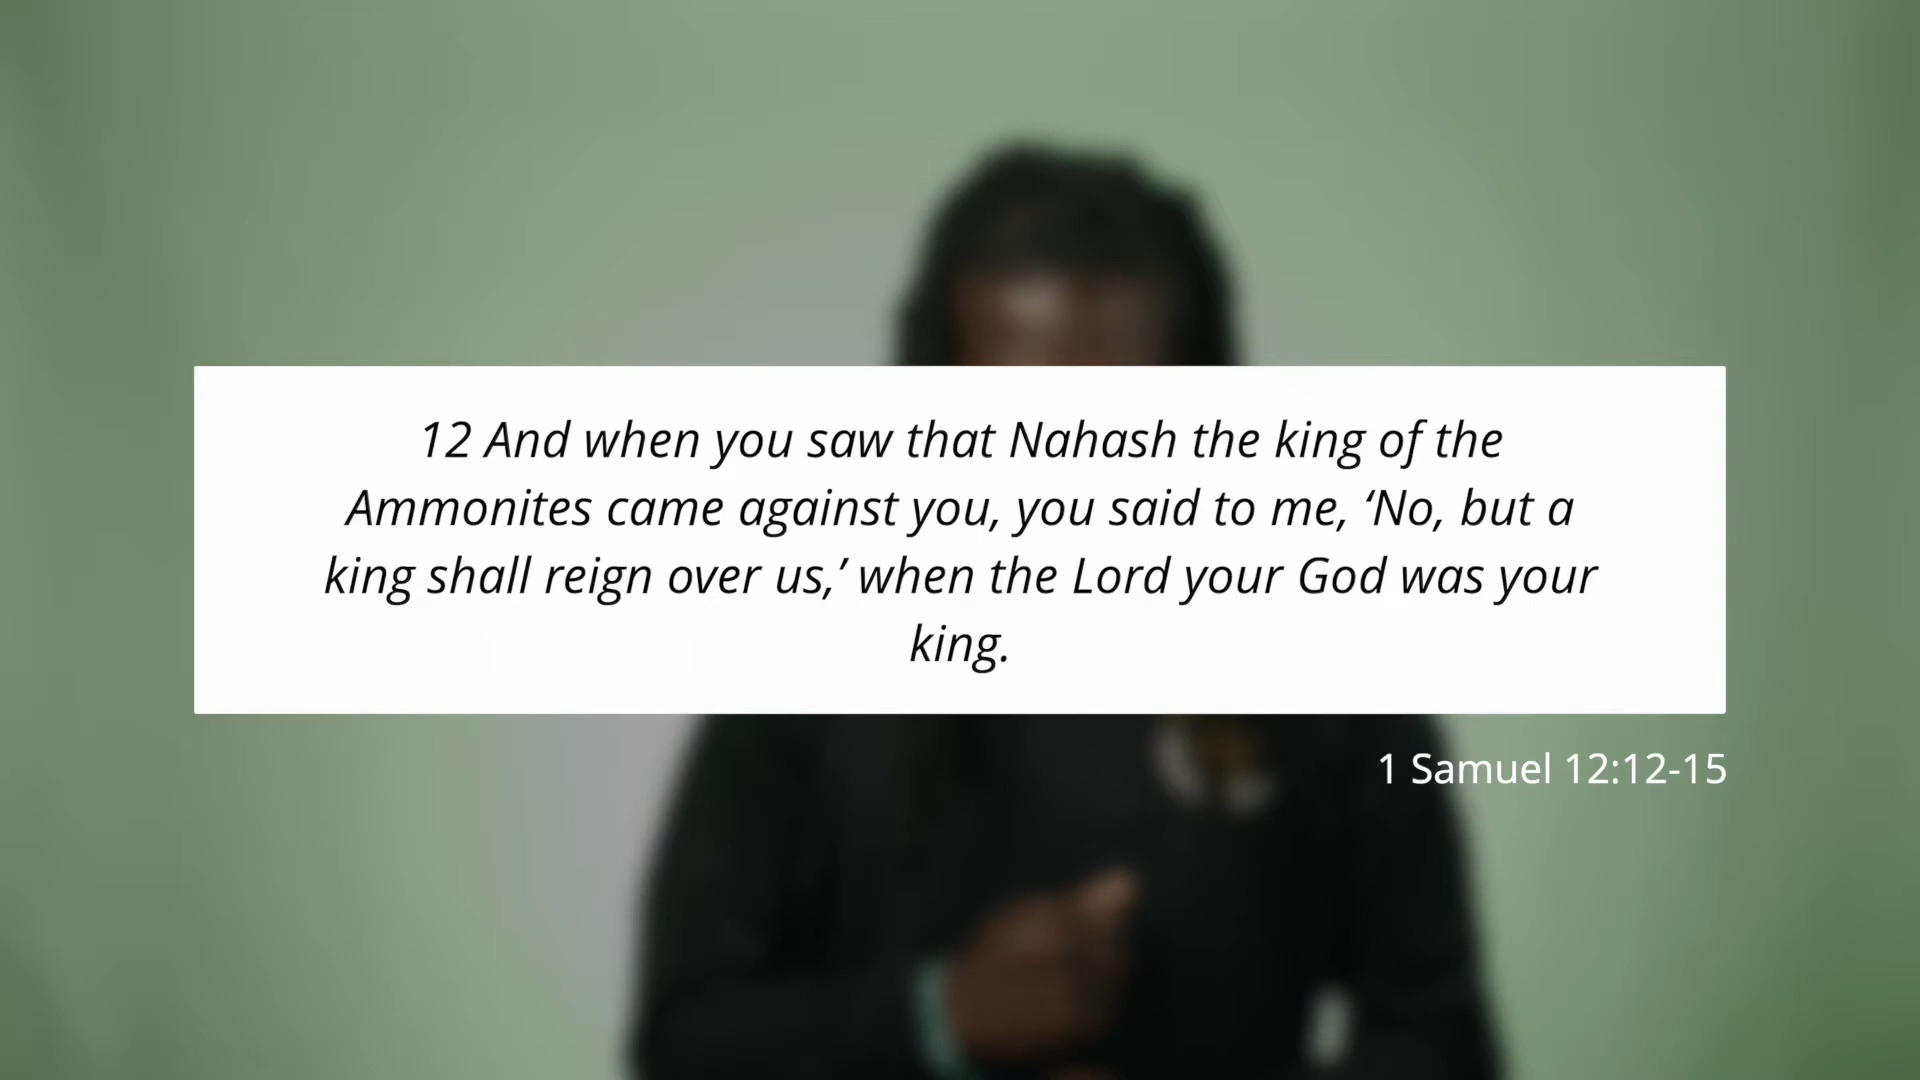 12 And when you saw that Nahash the king of the
Ammonites came against you, you said to me, ‘No, but a
king shall reign over us,’ when the Lord your God was your
king.
1 Samuel 12:12-15